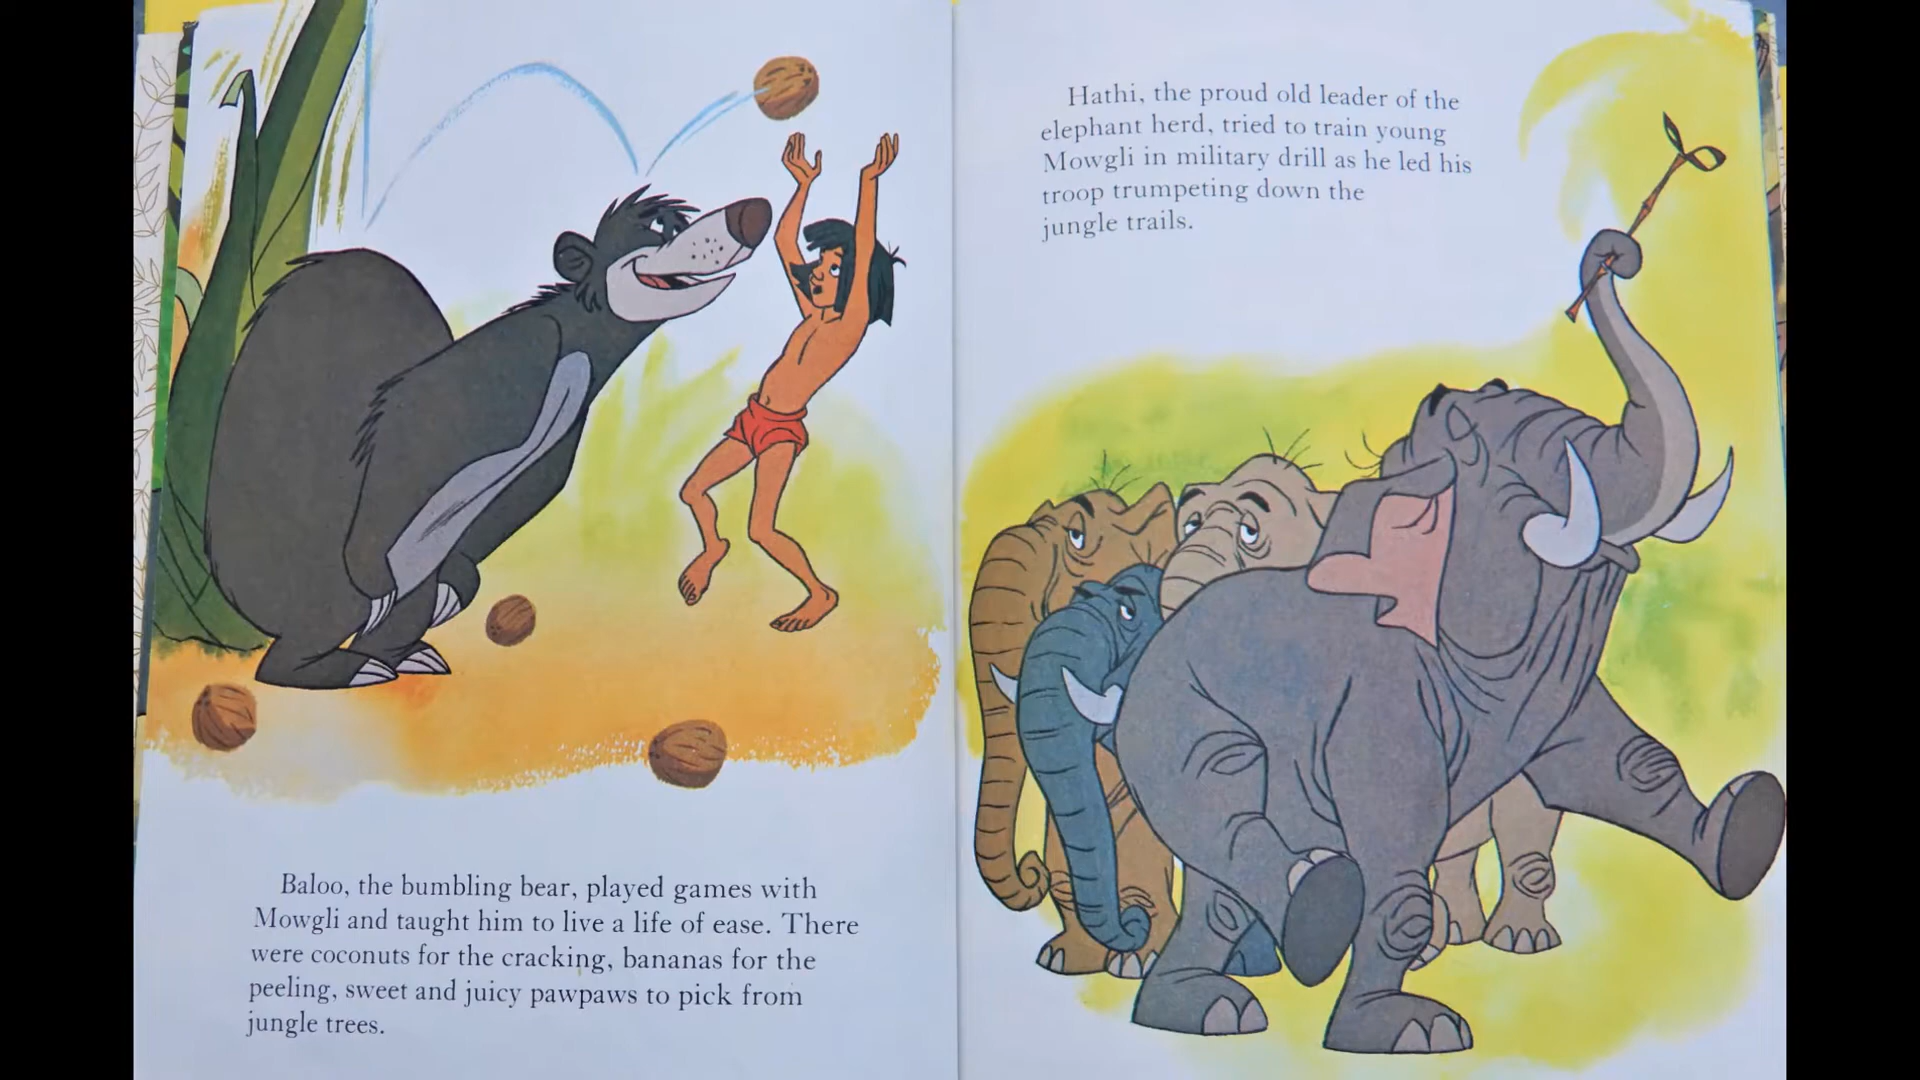 Baloo, the bumbling bear, played games with
Mowgli and taught him to live a life of ease. There
were coconuts for the cracking, bananas for the
peeling, sweet and juicy pawpaws to pick from
jungle trees.
Hathi, the proud old leader of the
elephant herd, tried to train young
Mowgli in military drill as he led his
troop trumpeting down the
jungle trails.